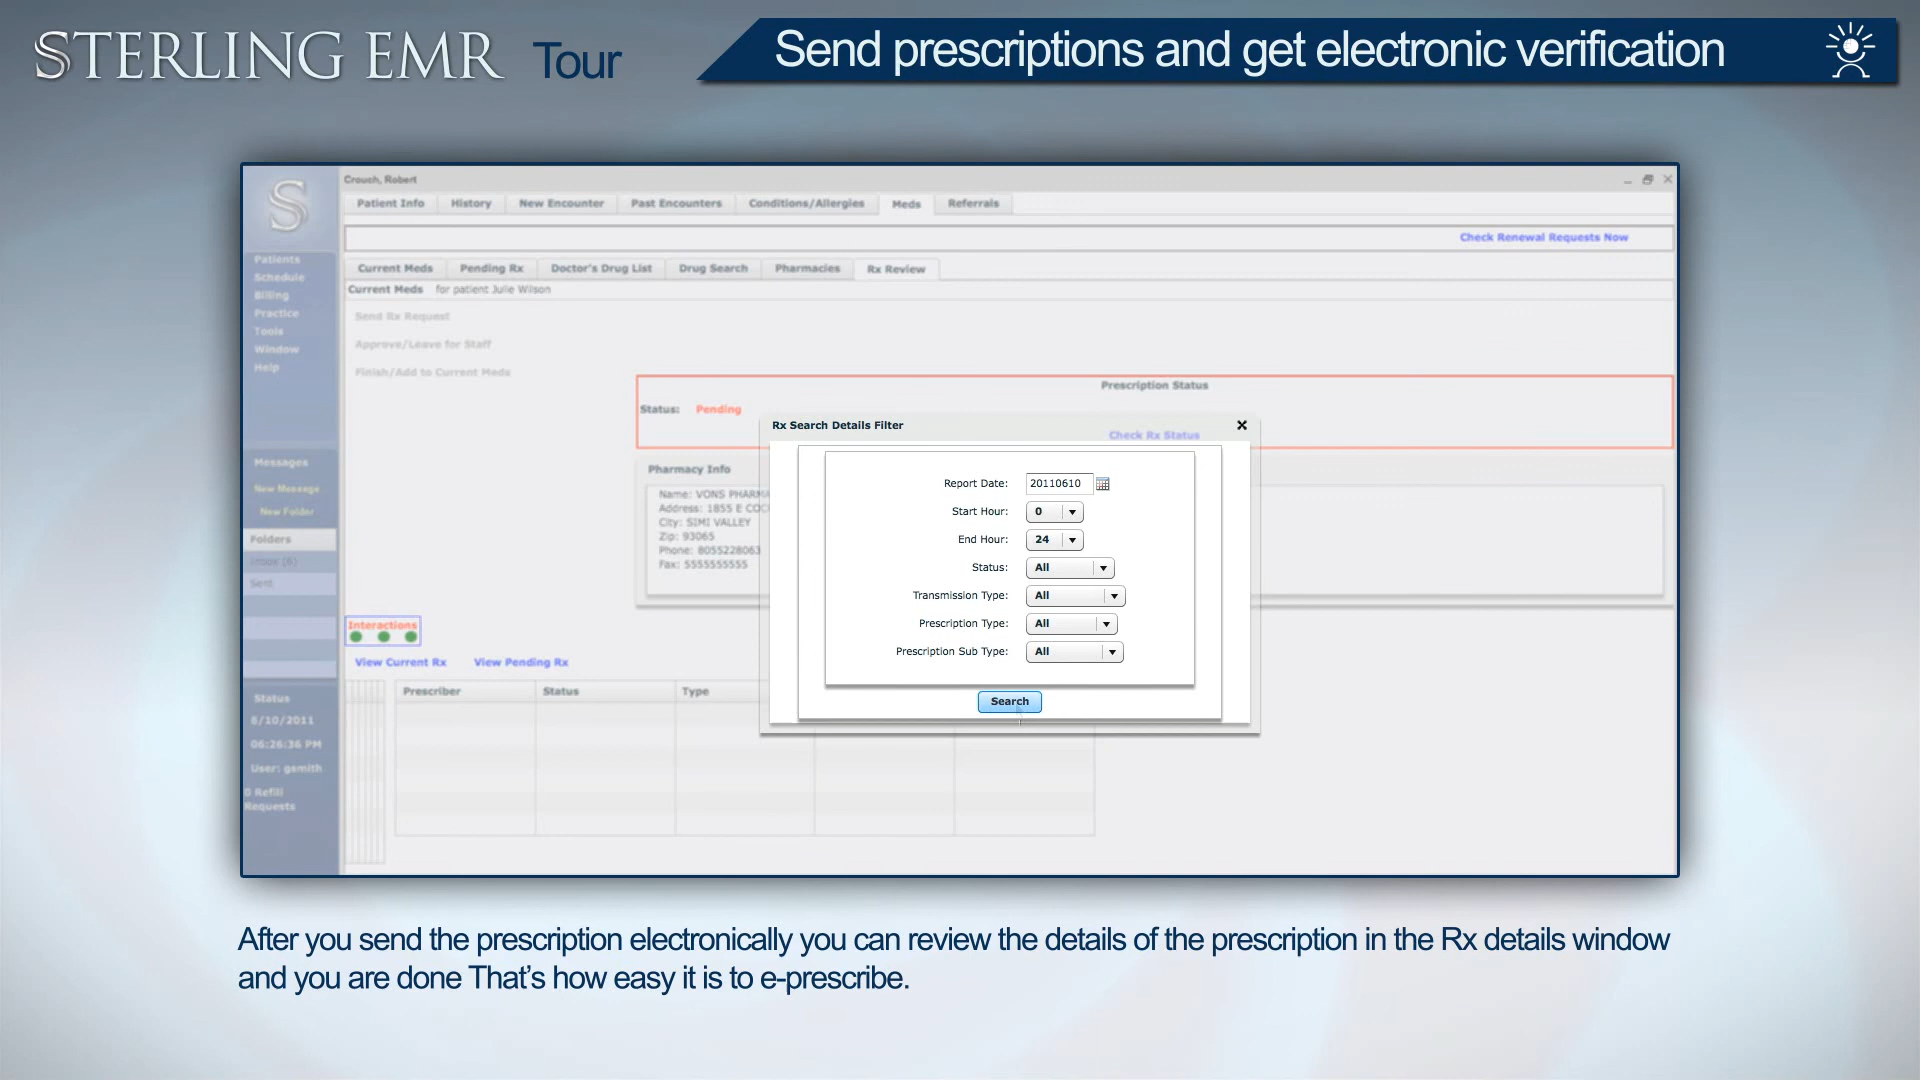 STERLING EMR Tour
Send prescriptions and get electronic verification
S
Crouch, Robert
Patient Info History New Encounter Past Encounters Conditions/Allergies Meds Referrals
Check Renewal Requests Now
Current Meds Pending Rx Doctor's Drug List Drug Search Pharmacies Rx Review
Current Meds for patient Julie Wilson
Send Rx Request
Approve/Leave for Staff
Finish/Add to Current Meds
Patients
Schedule
Billing
Practice
Tools
Window
Help
Messages
New Message
New Folder
Folders
Inbox (6)
Sent
Status
6/10/2011
06:26:36 PM
User: gsmith
0 Refill
Requests
Prescription Status
Status: Pending
Check Rx Status
Pharmacy Info
Name: VONS PHARMA
Address: 1855 E COC
City: SIMI VALLEY
Zip: 93065
Phone: 8055228063
Fax: 5555555555
Rx Search Details Filter
Report Date: 20110610
Start Hour: 0
End Hour: 24
Status: All
Transmission Type: All
Prescription Type: All
Prescription Sub Type: All
Search
Interactions
View Current Rx View Pending Rx
Prescriber Status Type
After you send the prescription electronically you can review the details of the prescription in the Rx details window
and you are done That's how easy it is to e-prescribe.